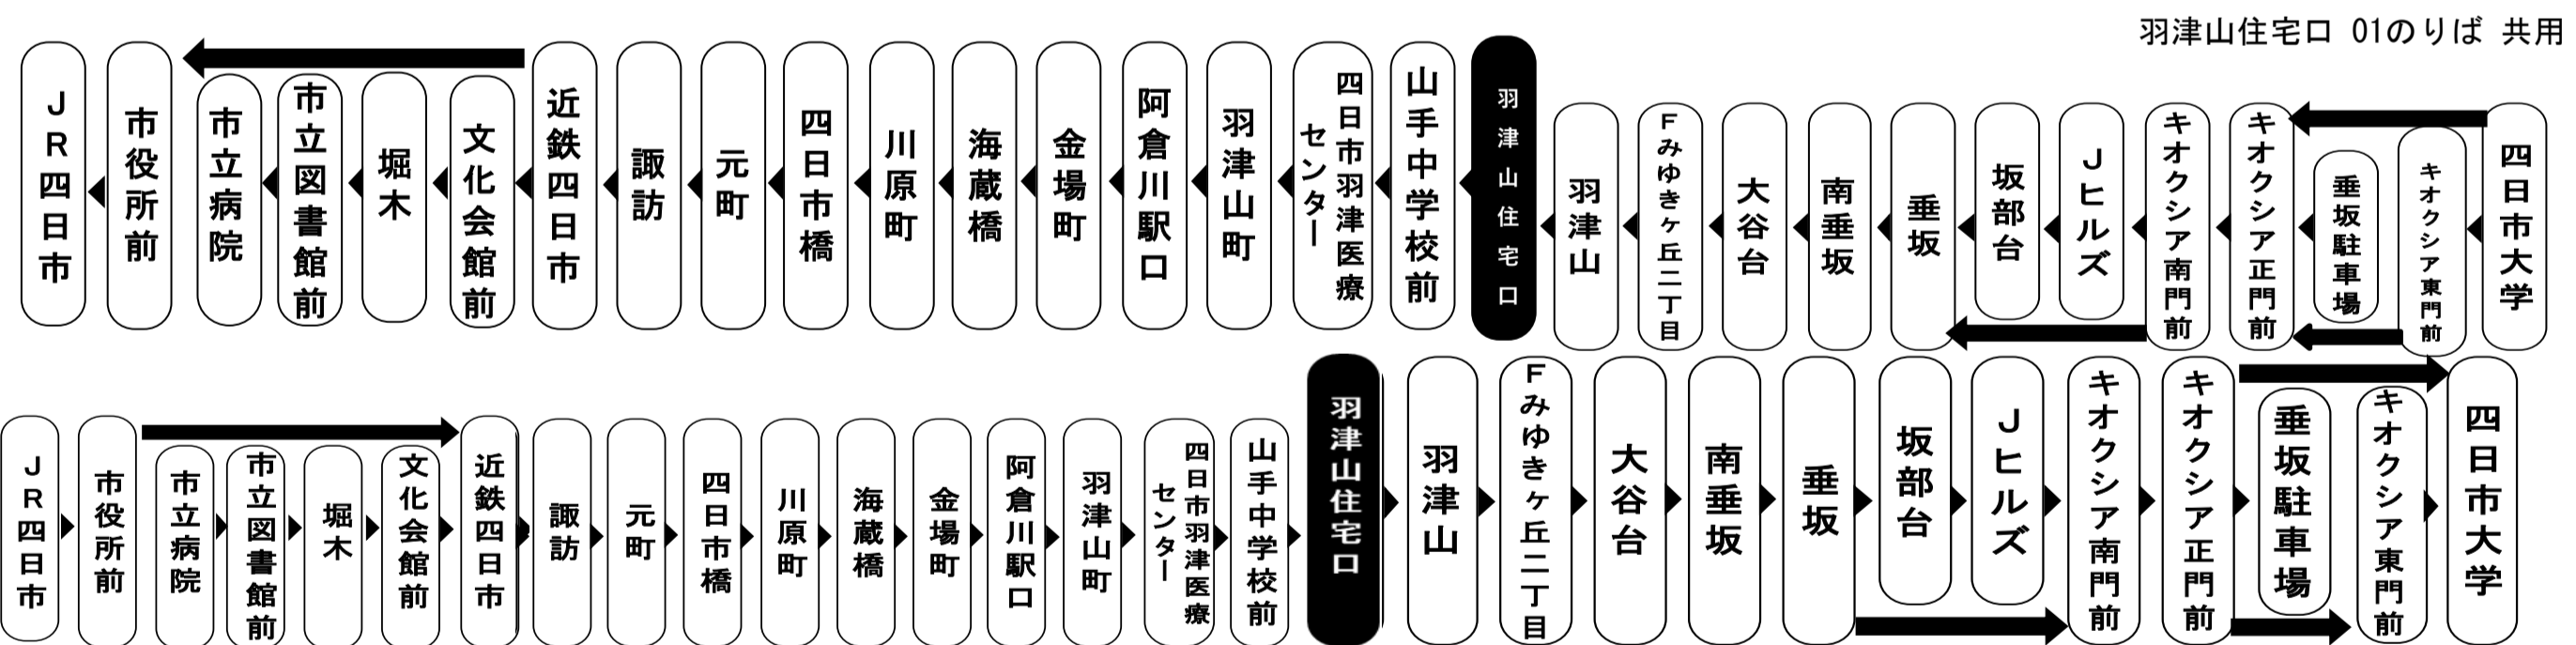 羽津山住宅口 01のりば 共用
JR四日市
市役所前
市立病院
市立図書館前
堀木
文化会館前
近鉄四日市
諏訪
元町
四日市橋
川原町
海蔵橋
金場町
阿倉川駅口
羽津山町
四日市羽津医療
センター
山手中学校前
羽津山住宅口
羽津山
Fみゆきヶ丘二丁目
大谷台
南垂坂
垂坂
坂部台
Jヒルズ
キオクシア南門前
キオクシア正門前
垂坂駐車場
キオクシア東門前
四日市大学
JR四日市
市役所前
市立病院
市立図書館前
堀木
文化会館前
近鉄四日市
諏訪
元町
四日市橋
川原町
海蔵橋
金場町
阿倉川駅口
羽津山町
四日市羽津医療
センター
山手中学校前
羽津山住宅口
羽津山
Fみゆきヶ丘二丁目
大谷台
南垂坂
垂坂
坂部台
Jヒルズ
キオクシア南門前
キオクシア正門前
垂坂駐車場
キオクシア東門前
四日市大学